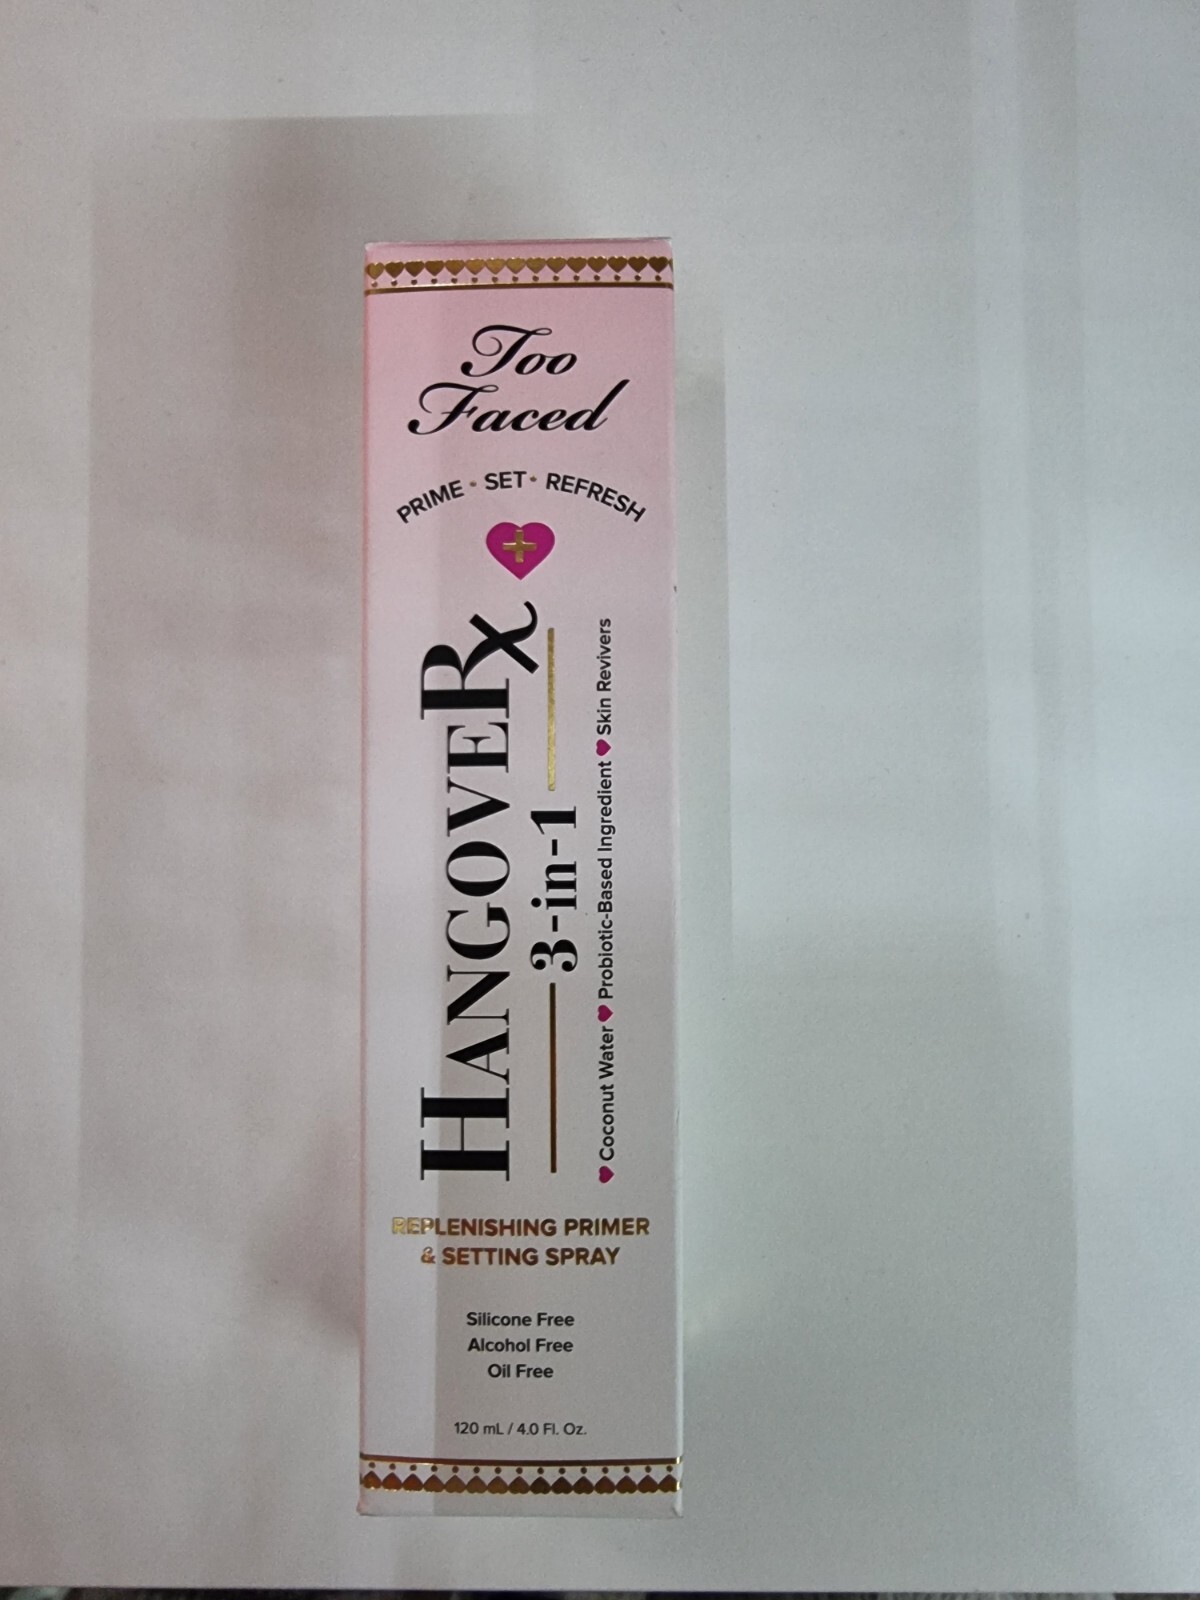 Too
Faced
PRIME · SET · REFRESH
HANGOVERx
3-in-1
Coconut Water Probiotic-Based Ingredient Skin Revivers
REPLENISHING PRIMER
& SETTING SPRAY
Silicone Free
Alcohol Free
Oil Free
120 mL / 4.0 Fl. Oz.